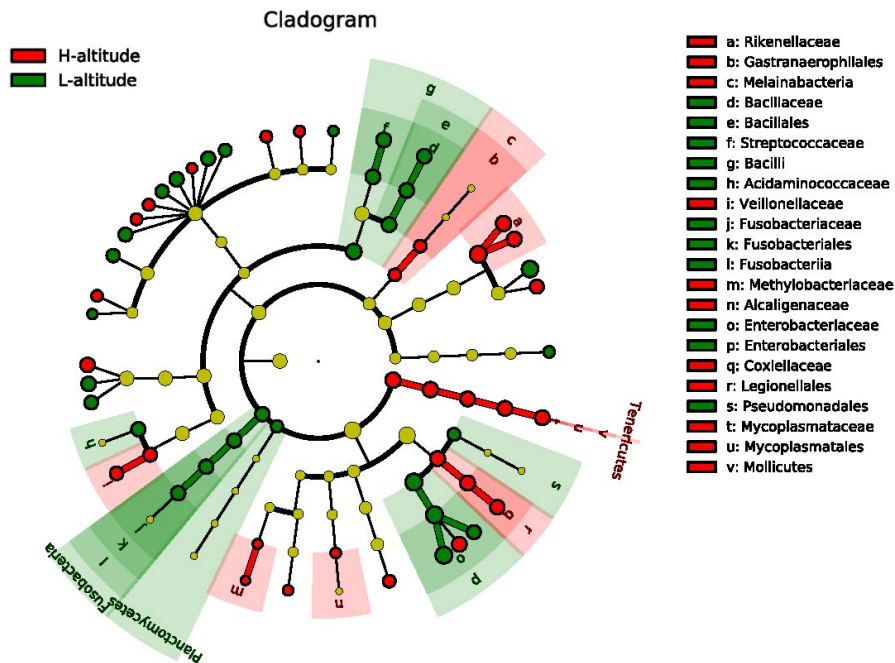 Cladogram
H-altitude
L-altitude
a: Rikenellaceae
b: Gastranaerophilales
c: Melainabacteria
d: Bacillaceae
e: Bacillales
f: Streptococcaceae
g: Bacilli
h: Acidaminococcaceae
i: Veillonellaceae
j: Fusobacteriaceae
k: Fusobacteriales
l: Fusobacteriia
m: Methylobacteriaceae
n: Alcaligenaceae
o: Enterobacteriaceae
p: Enterobacteriales
q: Coxiellaceae
r: Legionellales
s: Pseudomonadales
t: Mycoplasmataceae
u: Mycoplasmatales
v: Mollicutes
g
f
e
d
c
b
a
t
u
v
Tenericutes
s
r
q
p
o
n
m
Planctomycetes
Fusobacteria
l
k
j
i
h